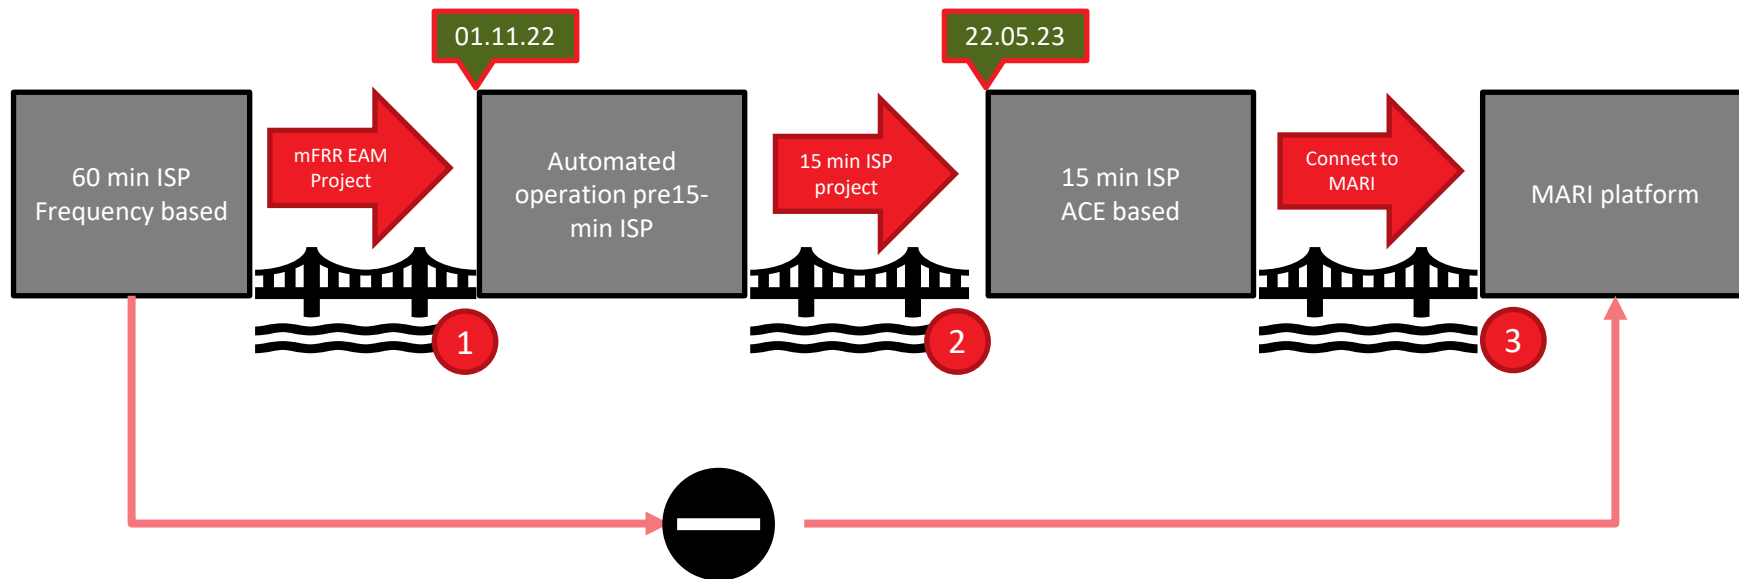 01.11.22
22.05.23
60 min ISP
Frequency based
mFRR EAM
Project
Automated
operation pre15-
min ISP
15 min ISP
project
15 min ISP
ACE based
Connect to
MARI
MARI platform
1
2
3